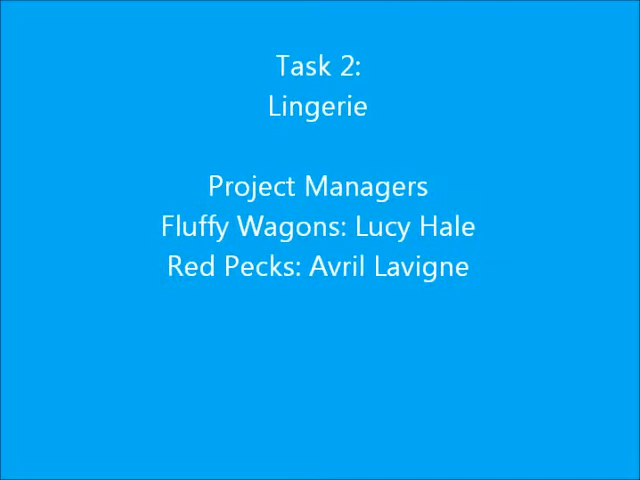 Task 2:
Lingerie
Project Managers
Fluffy Wagons: Lucy Hale
Red Pecks: Avril Lavigne